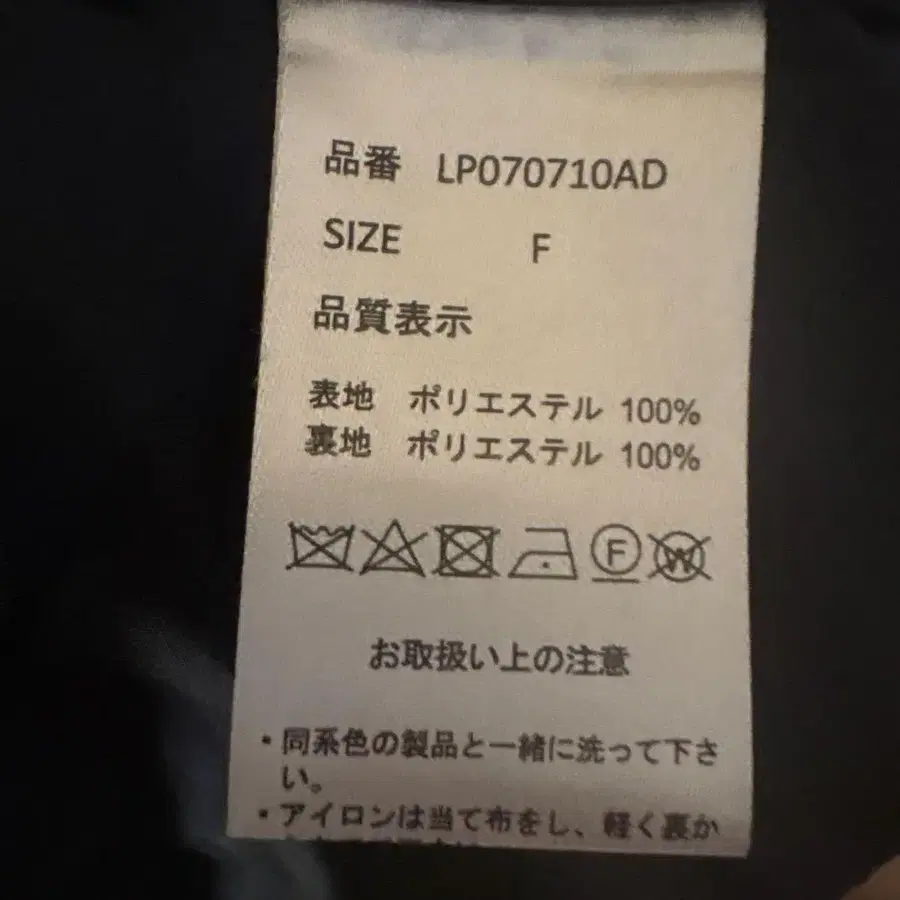 品番 LP070710AD
SIZE F
品質表示
表地 ポリエステル 100%
裏地 ポリエステル 100%
F W
お取扱い上の注意
・同系色の製品と一緒に洗って下さ
い。
・アイロンは当て布をし、軽く裏か